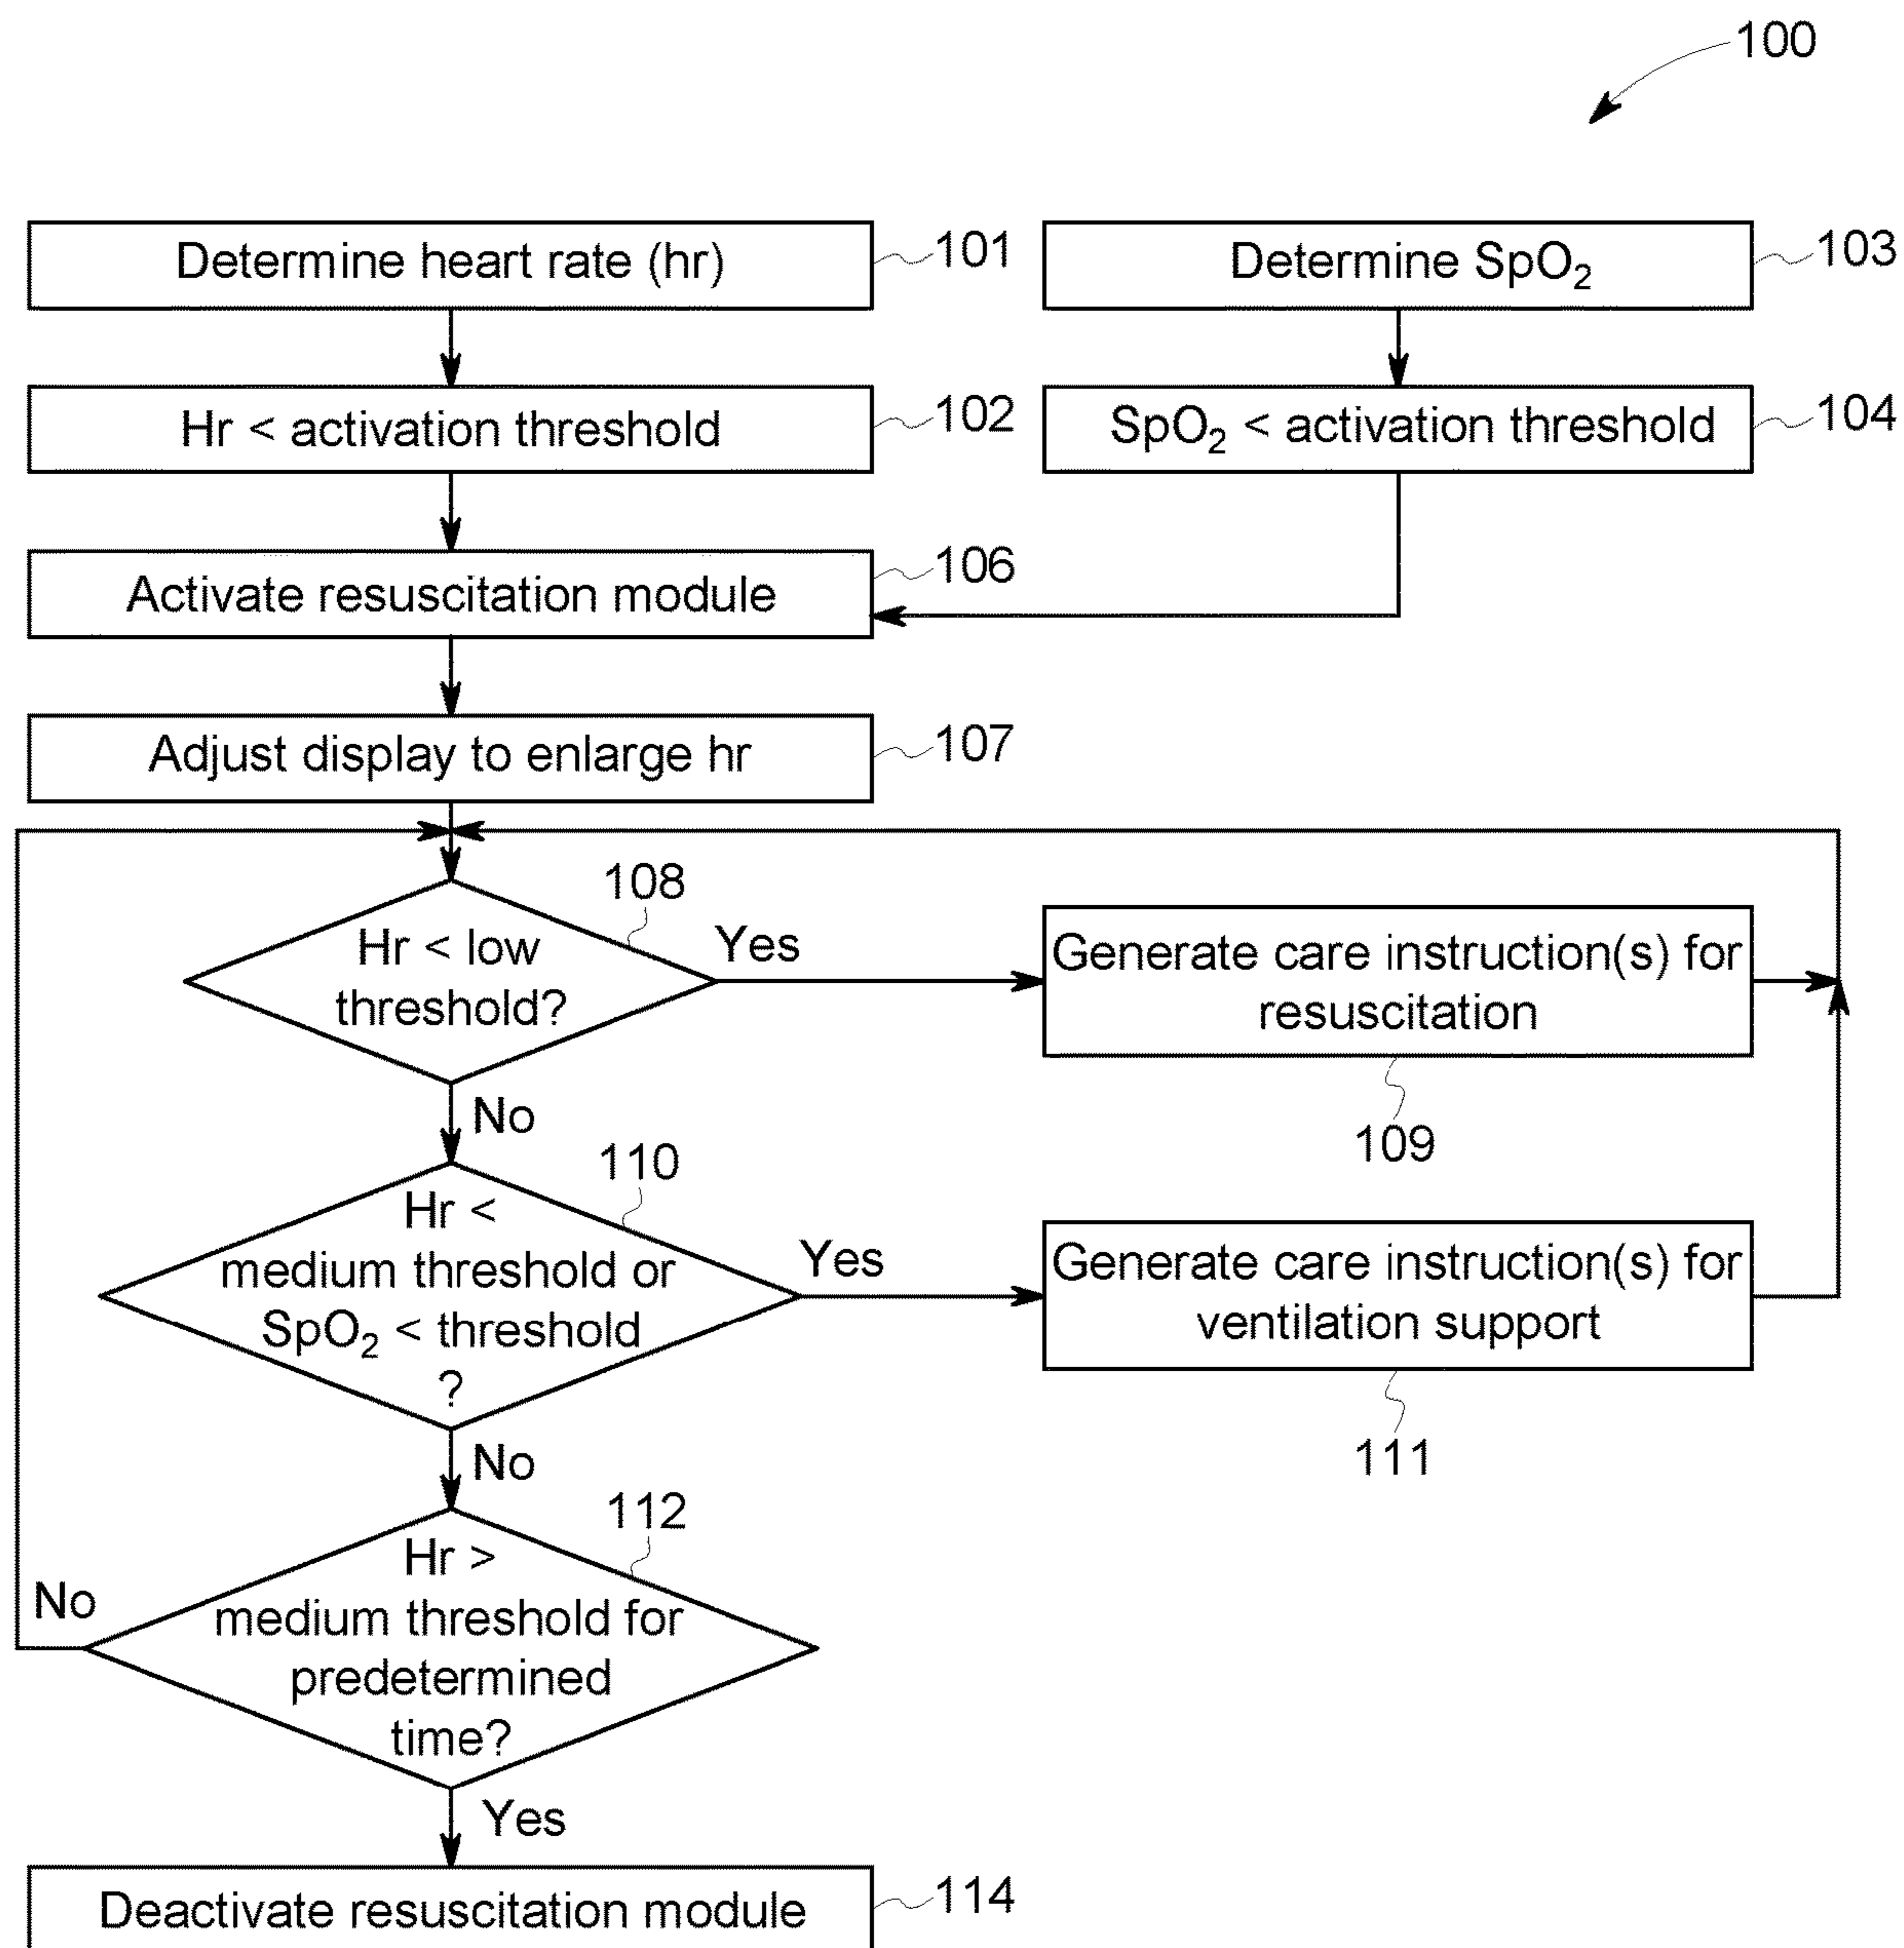 100
Determine heart rate (hr)
101
Determine SpO₂
103
Hr < activation threshold
102
SpO₂ < activation threshold
104
Activate resuscitation module
106
Adjust display to enlarge hr
107
108
Hr < low
threshold?
Yes
Generate care instruction(s) for
resuscitation
109
No
110
Hr <
medium threshold or
SpO₂ < threshold
?
Yes
Generate care instruction(s) for
ventilation support
111
No
112
Hr >
medium threshold for
predetermined
time?
No
Yes
Deactivate resuscitation module
114